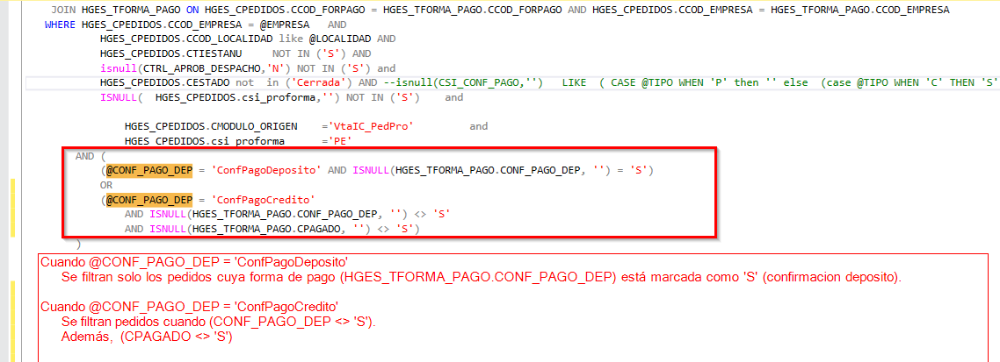 JOIN HGES_TFORMA_PAGO ON HGES_CPEDIDOS.CCOD_FORPAGO = HGES_TFORMA_PAGO.CCOD_FORPAGO AND HGES_CPEDIDOS.CCOD_EMPRESA = HGES_TFORMA_PAGO.CCOD_EMPRESA
WHERE HGES_CPEDIDOS.CCOD_EMPRESA = @EMPRESA AND
HGES_CPEDIDOS.CCOD_LOCALIDAD like @LOCALIDAD AND
HGES_CPEDIDOS.CTIESTANU NOT IN ('S') AND
isnull(CTRL_APROB_DESPACHO,'N') NOT IN ('S') and
HGES_CPEDIDOS.CESTADO not in ('Cerrada') AND --isnull(CSI_CONF_PAGO,'') LIKE ( CASE @TIPO WHEN 'P' then '' else (case @TIPO WHEN 'C' THEN 'S'
ISNULL( HGES_CPEDIDOS.csi_proforma,'') NOT IN ('S') and
HGES_CPEDIDOS.CMODULO_ORIGEN ='VtaIC_PedPro' and
HGES_CPEDIDOS.csi_proforma ='PE'
AND (
(@CONF_PAGO_DEP = 'ConfPagoDeposito' AND ISNULL(HGES_TFORMA_PAGO.CONF_PAGO_DEP, '') = 'S')
OR
(@CONF_PAGO_DEP = 'ConfPagoCredito'
AND ISNULL(HGES_TFORMA_PAGO.CONF_PAGO_DEP, '') <> 'S'
AND ISNULL(HGES_TFORMA_PAGO.CPAGADO, '') <> 'S')
)
Cuando @CONF_PAGO_DEP = 'ConfPagoDeposito'
Se filtran solo los pedidos cuya forma de pago (HGES_TFORMA_PAGO.CONF_PAGO_DEP) está marcada como 'S' (confirmacion deposito).
Cuando @CONF_PAGO_DEP = 'ConfPagoCredito'
Se filtran pedidos cuando (CONF_PAGO_DEP <> 'S').
Además, (CPAGADO <> 'S')